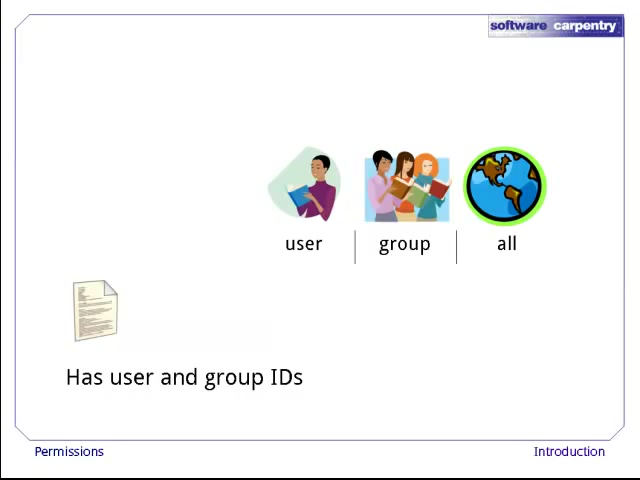 software carpentry
user
group
all
Has user and group IDs
Permissions
Introduction